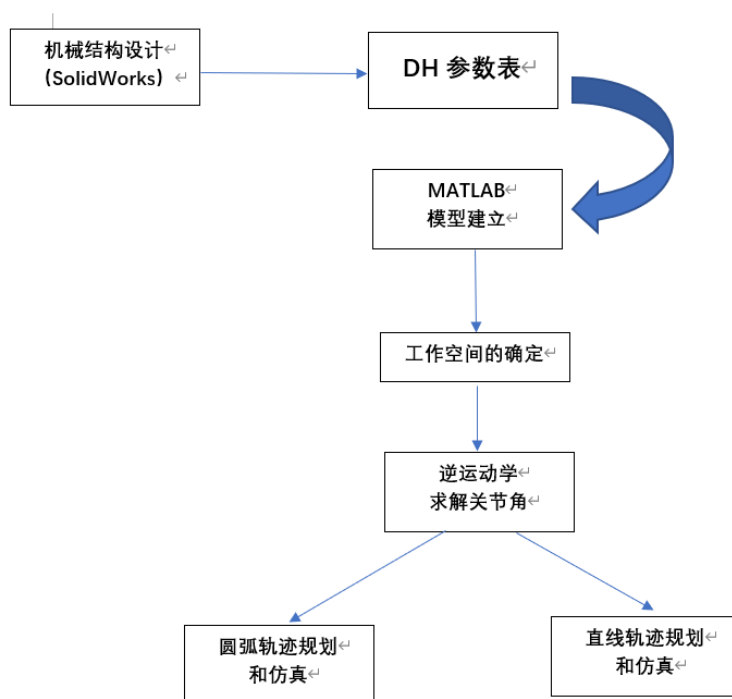 机械结构设计
（SolidWorks）
DH 参数表
MATLAB
模型建立
工作空间的确定
逆运动学
求解关节角
圆弧轨迹规划
和仿真
直线轨迹规划
和仿真